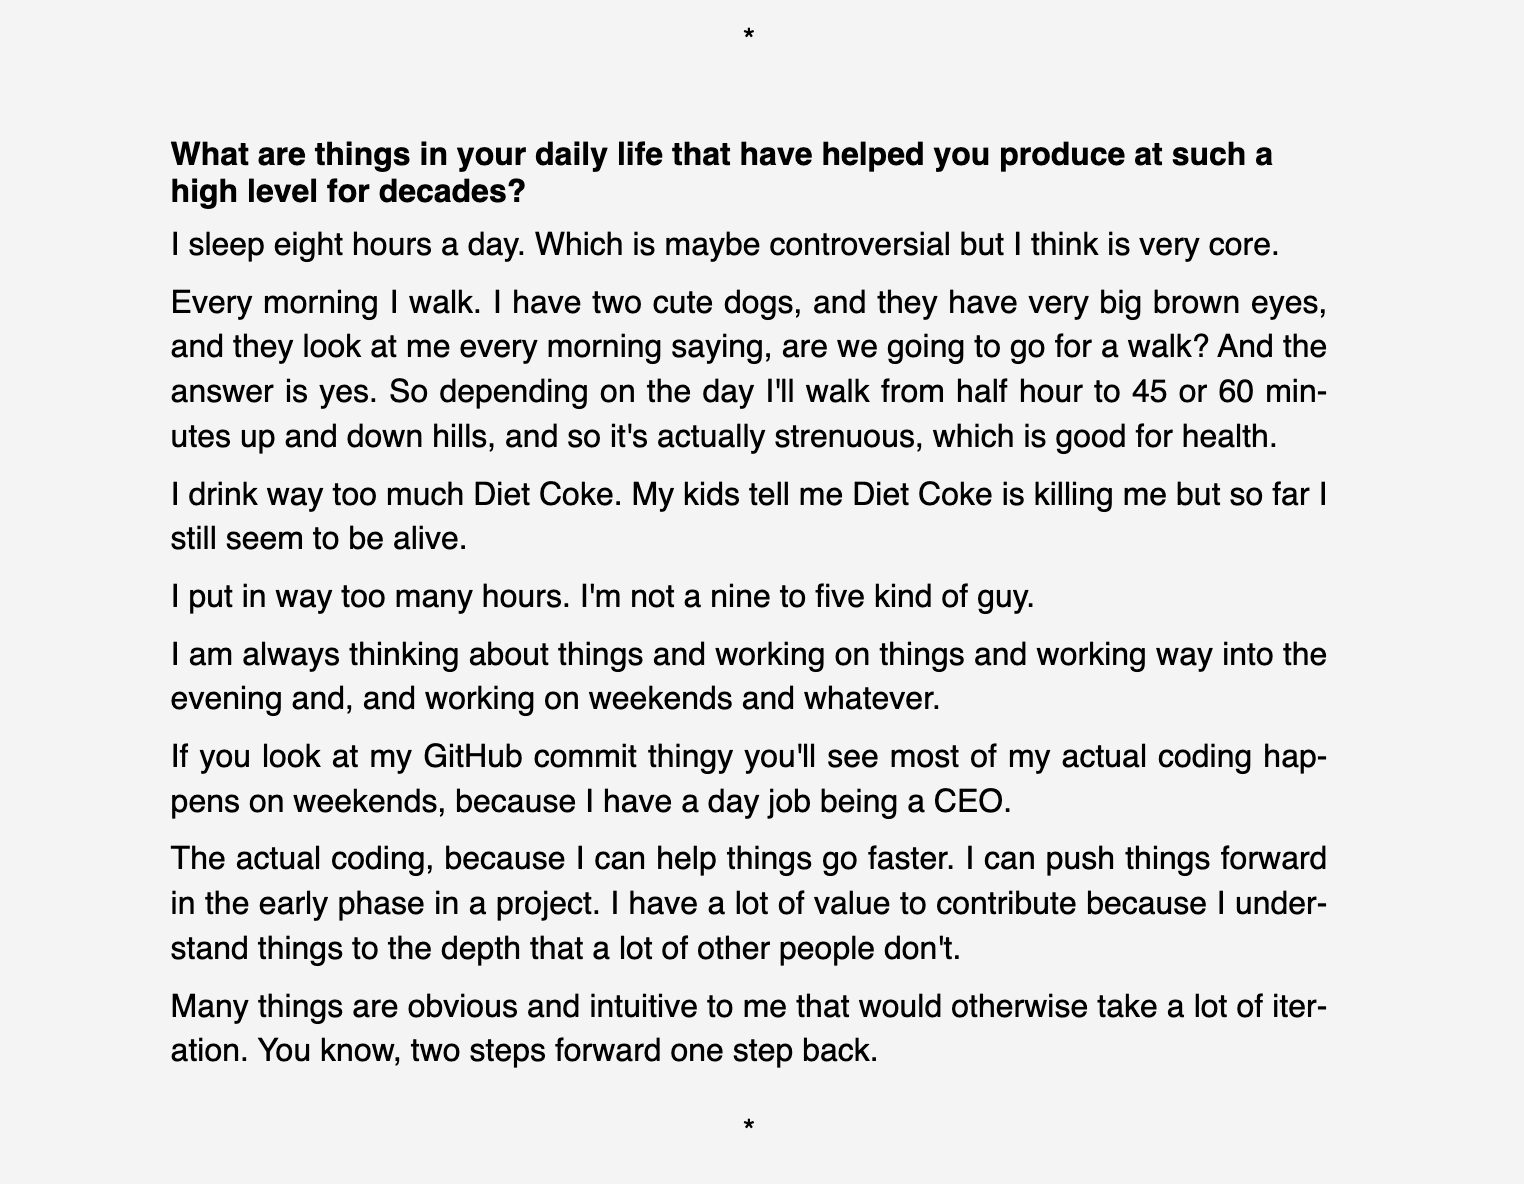 *
What are things in your daily life that have helped you produce at such a
high level for decades?
I sleep eight hours a day. Which is maybe controversial but I think is very core.
Every morning I walk. I have two cute dogs, and they have very big brown eyes,
and they look at me every morning saying, are we going to go for a walk? And the
answer is yes. So depending on the day I'll walk from half hour to 45 or 60 min-
utes up and down hills, and so it's actually strenuous, which is good for health.
I drink way too much Diet Coke. My kids tell me Diet Coke is killing me but so far I
still seem to be alive.
I put in way too many hours. I'm not a nine to five kind of guy.
I am always thinking about things and working on things and working way into the
evening and, and working on weekends and whatever.
If you look at my GitHub commit thingy you'll see most of my actual coding hap-
pens on weekends, because I have a day job being a CEO.
The actual coding, because I can help things go faster. I can push things forward
in the early phase in a project. I have a lot of value to contribute because I under-
stand things to the depth that a lot of other people don't.
Many things are obvious and intuitive to me that would otherwise take a lot of iter-
ation. You know, two steps forward one step back.
*